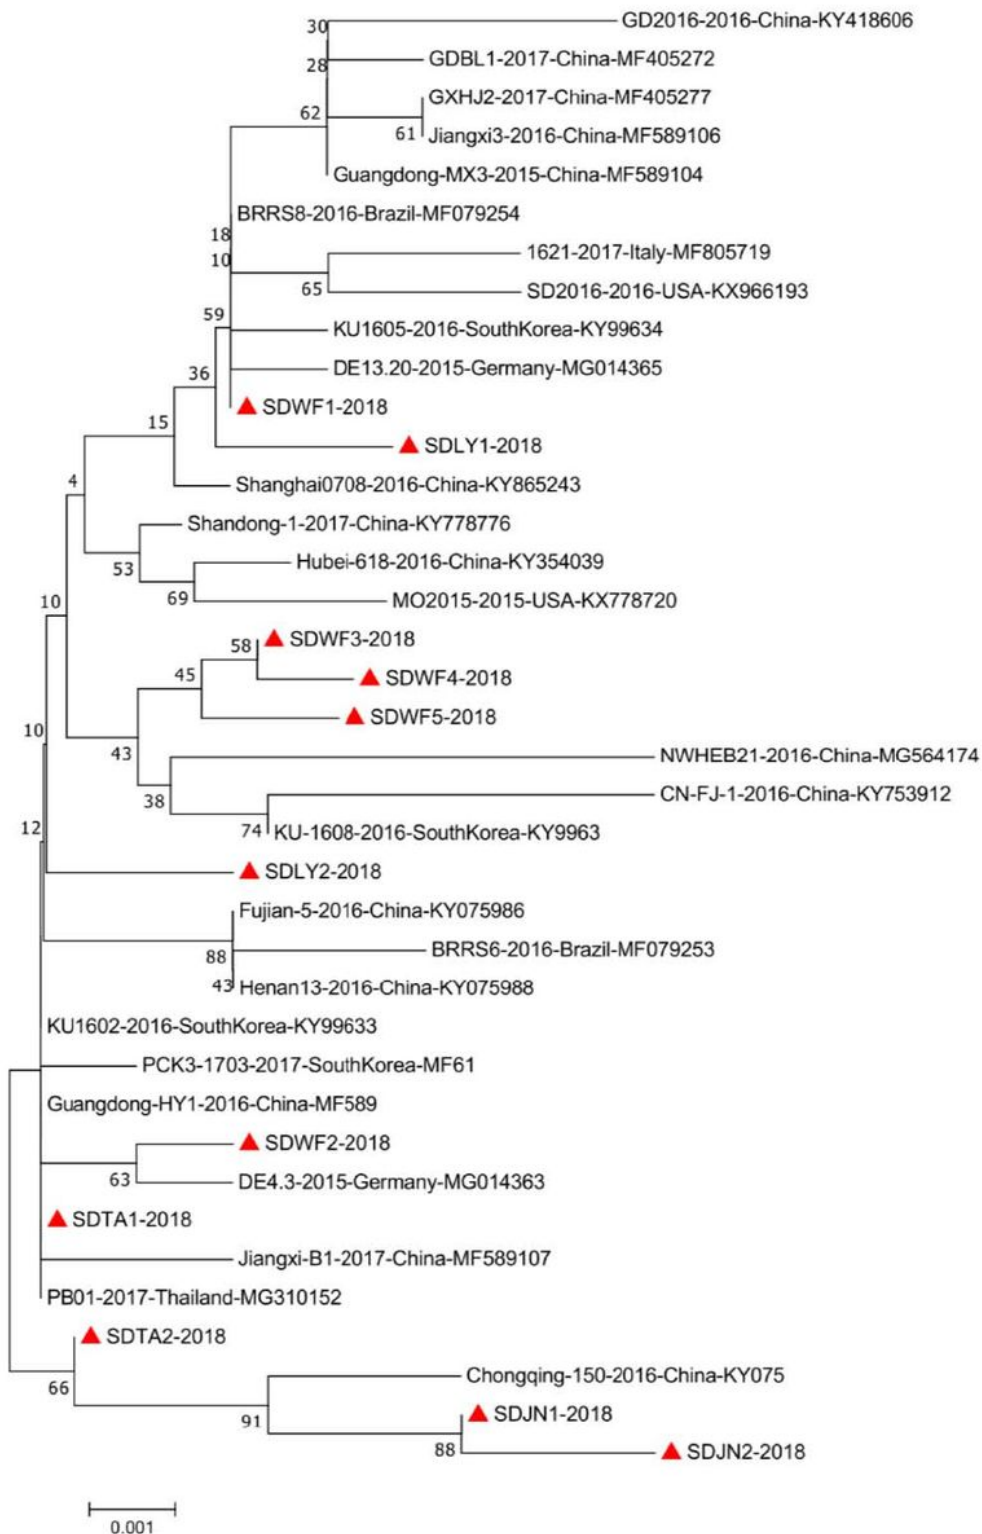 30
GD2016-2016-China-KY418606
28
GDBL1-2017-China-MF405272
GXHJ2-2017-China-MF405277
62
61
Jiangxi3-2016-China-MF589106
Guangdong-MX3-2015-China-MF589104
BRRS8-2016-Brazil-MF079254
18
10
1621-2017-Italy-MF805719
65
SD2016-2016-USA-KX966193
59
KU1605-2016-SouthKorea-KY99634
36
DE13.20-2015-Germany-MG014365
SDWF1-2018
15
SDLY1-2018
4
Shanghai0708-2016-China-KY865243
Shandong-1-2017-China-KY778776
53
Hubei-618-2016-China-KY354039
10
69
MO2015-2015-USA-KX778720
58
SDWF3-2018
45
SDWF4-2018
SDWF5-2018
10
43
NWHEB21-2016-China-MG564174
38
CN-FJ-1-2016-China-KY753912
12
74
KU-1608-2016-SouthKorea-KY9963
SDLY2-2018
Fujian-5-2016-China-KY075986
88
BRRS6-2016-Brazil-MF079253
43
Henan13-2016-China-KY075988
KU1602-2016-SouthKorea-KY99633
PCK3-1703-2017-SouthKorea-MF61
Guangdong-HY1-2016-China-MF589
SDWF2-2018
63
DE4.3-2015-Germany-MG014363
SDTA1-2018
Jiangxi-B1-2017-China-MF589107
PB01-2017-Thailand-MG310152
SDTA2-2018
66
Chongqing-150-2016-China-KY075
91
SDJN1-2018
88
SDJN2-2018
0.001